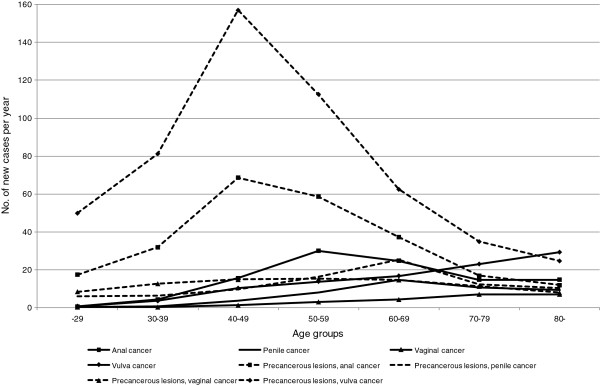 160
140
120
100
80
60
40
20
0
No. of new cases per year
-29 30-39 40-49 50-59 60-69 70-79 80-
Age groups
Anal cancer Penile cancer Vaginal cancer
Vulva cancer Precancerous lesions, anal cancer Precancerous lesions, penile cancer
Precancerous lesions, vaginal cancer Precancerous lesions, vulva cancer